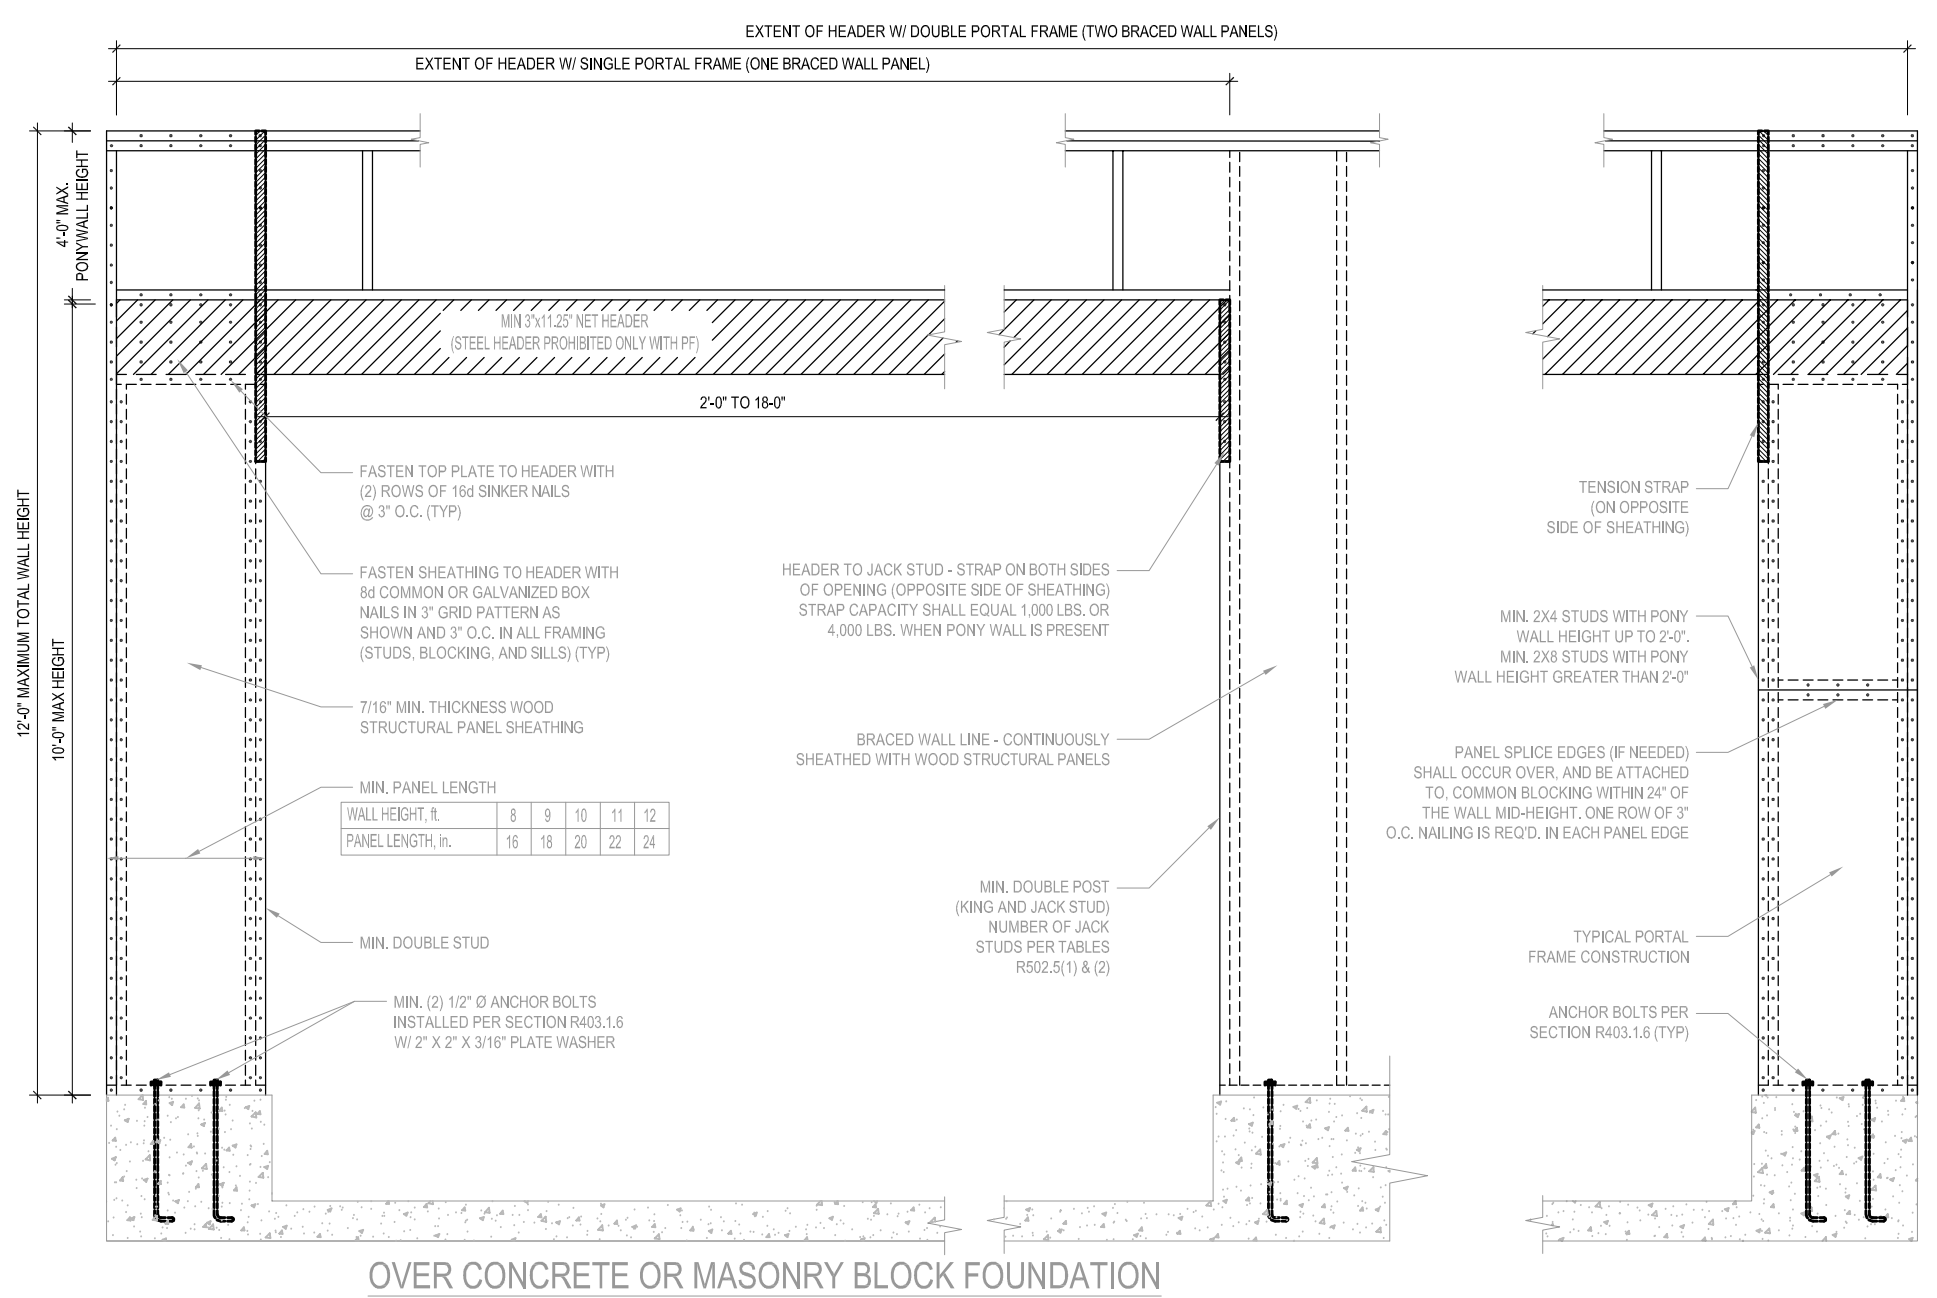 EXTENT OF HEADER W/ DOUBLE PORTAL FRAME (TWO BRACED WALL PANELS)
EXTENT OF HEADER W/ SINGLE PORTAL FRAME (ONE BRACED WALL PANEL)
4'-0" MAX.
PONYWALL HEIGHT
12'-0" MAXIMUM TOTAL WALL HEIGHT
10'-0" MAX HEIGHT
MIN 3"x11.25" NET HEADER
(STEEL HEADER PROHIBITED ONLY WITH PF)
2'-0" TO 18-0"
FASTEN TOP PLATE TO HEADER WITH
(2) ROWS OF 16d SINKER NAILS
@ 3" O.C. (TYP)
FASTEN SHEATHING TO HEADER WITH
8d COMMON OR GALVANIZED BOX
NAILS IN 3" GRID PATTERN AS
SHOWN AND 3" O.C. IN ALL FRAMING
(STUDS, BLOCKING, AND SILLS) (TYP)
7/16" MIN. THICKNESS WOOD
STRUCTURAL PANEL SHEATHING
MIN. PANEL LENGTH
WALL HEIGHT, ft. 8 9 10 11 12
PANEL LENGTH, in. 16 18 20 22 24
MIN. DOUBLE STUD
MIN. (2) 1/2" Ø ANCHOR BOLTS
INSTALLED PER SECTION R403.1.6
W/ 2" X 2" X 3/16" PLATE WASHER
HEADER TO JACK STUD - STRAP ON BOTH SIDES
OF OPENING (OPPOSITE SIDE OF SHEATHING)
STRAP CAPACITY SHALL EQUAL 1,000 LBS. OR
4,000 LBS. WHEN PONY WALL IS PRESENT
BRACED WALL LINE - CONTINUOUSLY
SHEATHED WITH WOOD STRUCTURAL PANELS
MIN. DOUBLE POST
(KING AND JACK STUD)
NUMBER OF JACK
STUDS PER TABLES
R502.5(1) & (2)
TENSION STRAP
(ON OPPOSITE
SIDE OF SHEATHING)
MIN. 2X4 STUDS WITH PONY
WALL HEIGHT UP TO 2'-0".
MIN. 2X8 STUDS WITH PONY
WALL HEIGHT GREATER THAN 2'-0"
PANEL SPLICE EDGES (IF NEEDED)
SHALL OCCUR OVER, AND BE ATTACHED
TO, COMMON BLOCKING WITHIN 24" OF
THE WALL MID-HEIGHT. ONE ROW OF 3"
O.C. NAILING IS REQ'D. IN EACH PANEL EDGE
TYPICAL PORTAL
FRAME CONSTRUCTION
ANCHOR BOLTS PER
SECTION R403.1.6 (TYP)
OVER CONCRETE OR MASONRY BLOCK FOUNDATION